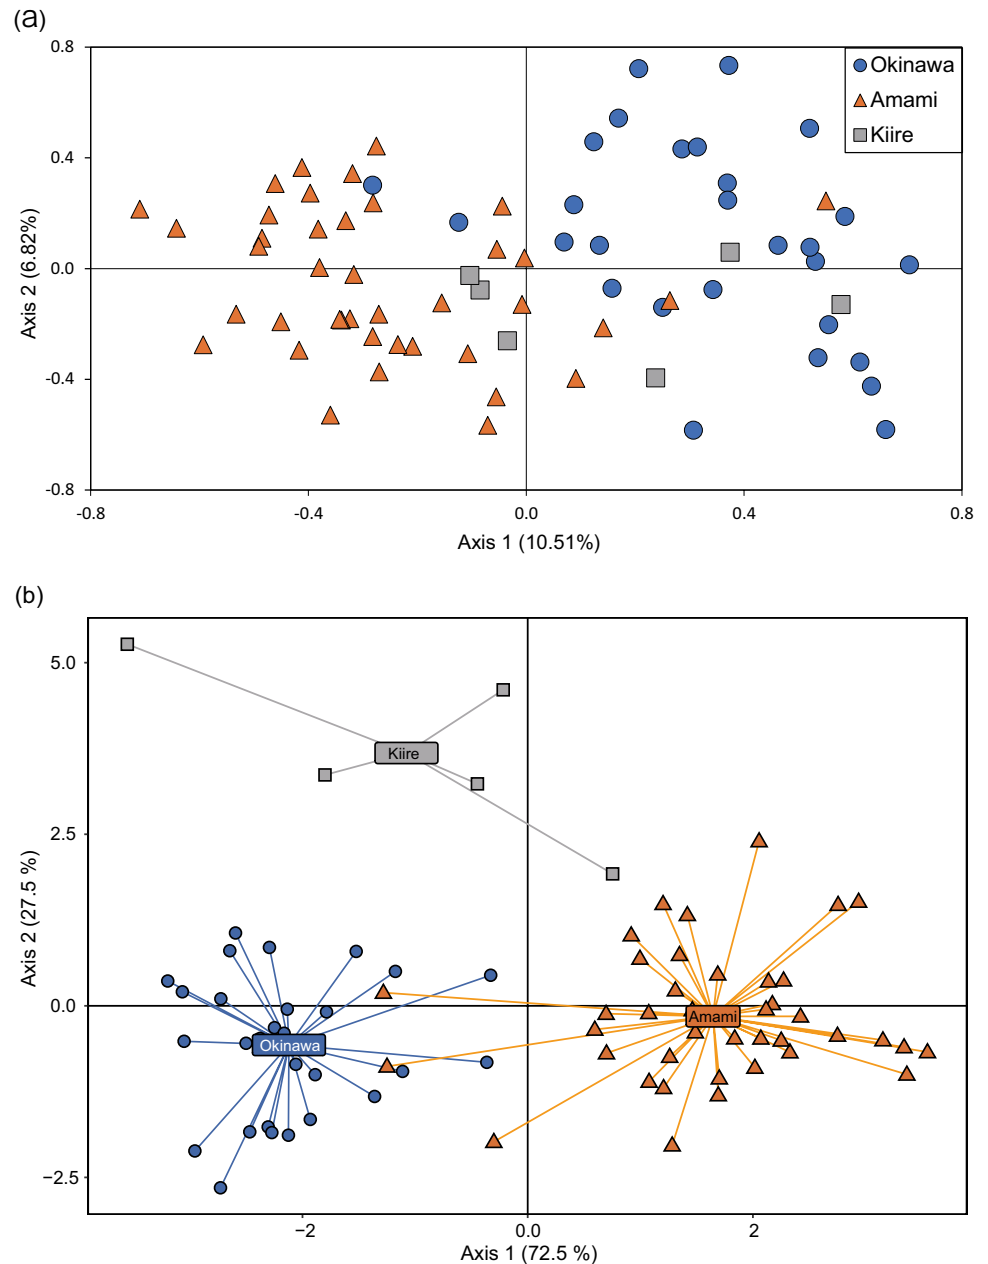 (a)
0.8
0.4
0.0
-0.4
-0.8
Axis 2 (6.82%)
Okinawa
Amami
Kiire
-0.8
-0.4
0.0
0.4
0.8
Axis 1 (10.51%)
(b)
5.0
2.5
0.0
−2.5
Axis 2 (27.5 %)
Kiire
Okinawa
Amami
−2
0.0
2
Axis 1 (72.5 %)